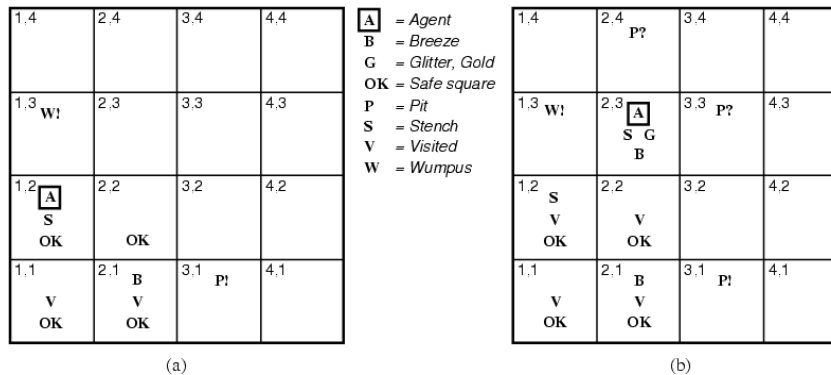 1,4 2,4 3,4 4,4
1,3 W! 2,3 3,3 4,3
1,2 A 2,2 3,2 4,2
S
OK OK
1,1 2,1 B 3,1 P! 4,1
V V
OK OK
(a)
A = Agent
B = Breeze
G = Glitter, Gold
OK = Safe square
P = Pit
S = Stench
V = Visited
W = Wumpus
1,4 2,4 P? 3,4 4,4
1,3 W! 2,3 A 3,3 P? 4,3
S G
B
1,2 S 2,2 3,2 4,2
V V
OK OK
1,1 2,1 B 3,1 P! 4,1
V V
OK OK
(b)